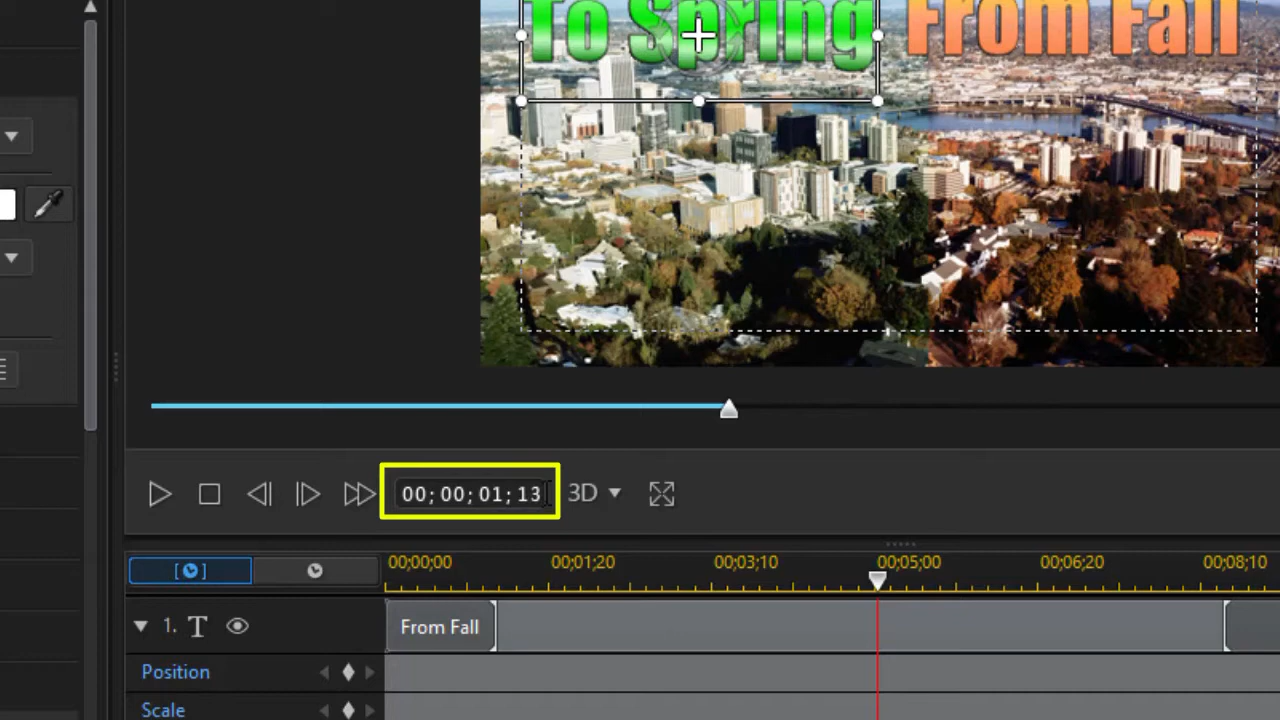 To Spring From Fall
00; 00; 01; 13 3D
00;00;00 00;01;20 00;03;10 00;05;00 00;06;20 00;08;10
1. T From Fall
Position
Scale